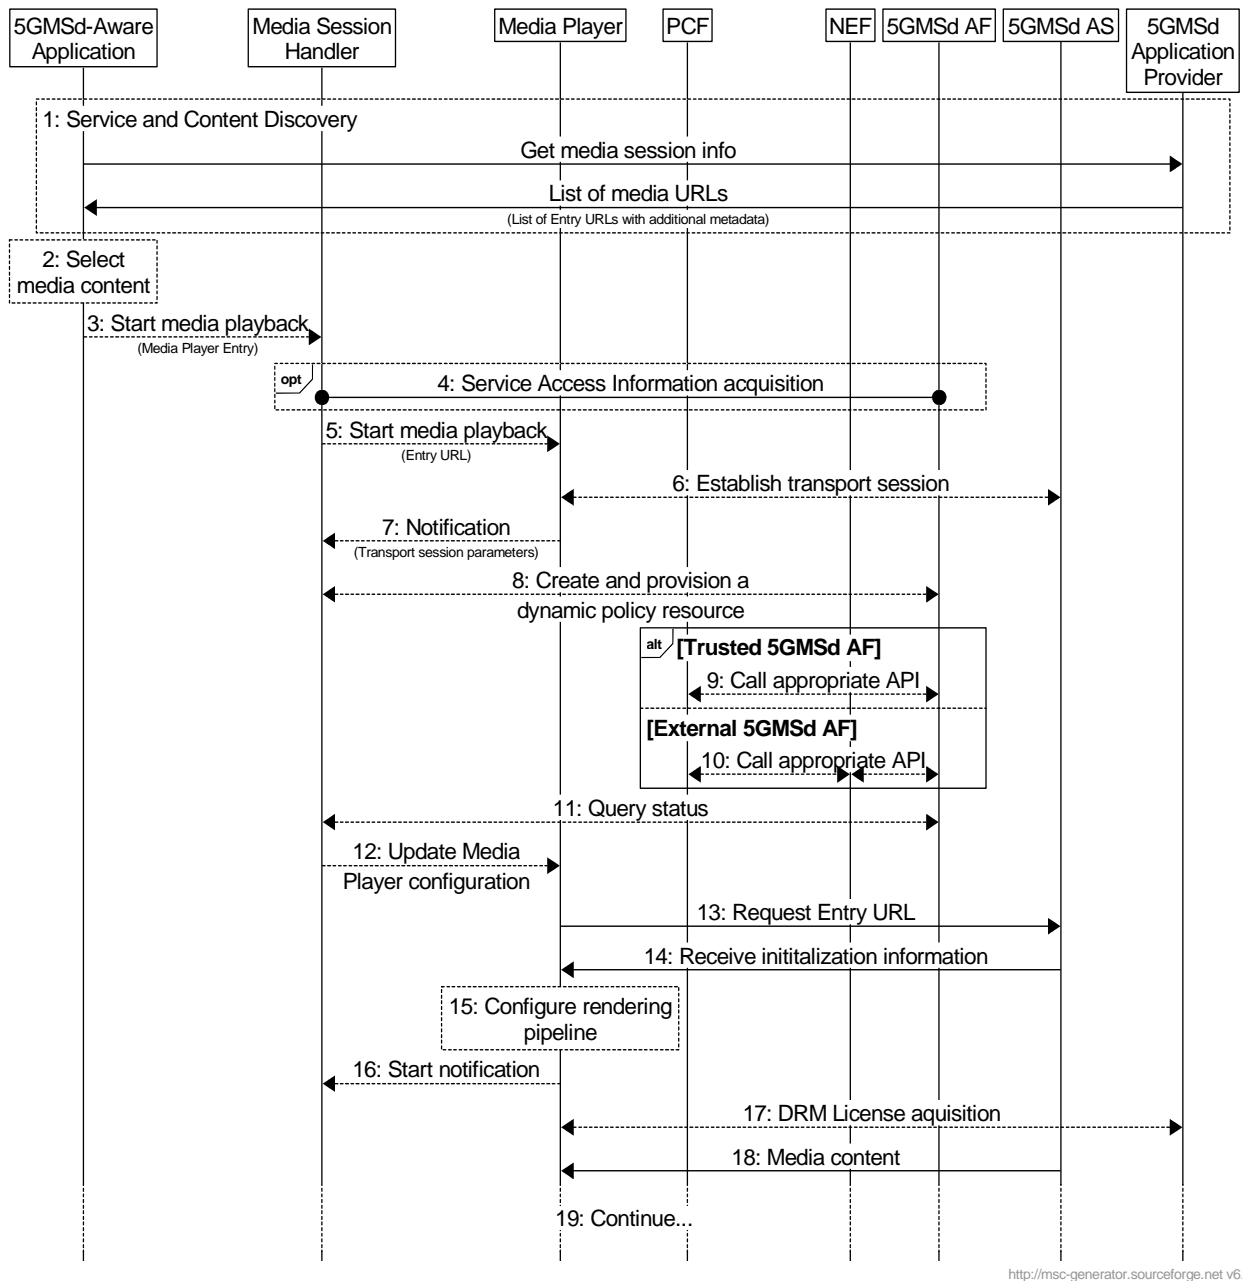 5GMSd-Aware
Application
Media Session
Handler
Media Player
PCF
NEF
5GMSd AF
5GMSd AS
5GMSd
Application
Provider
1: Service and Content Discovery
Get media session info
List of media URLs
(List of Entry URLs with additional metadata)
2: Select
media content
3: Start media playback
(Media Player Entry)
opt
4: Service Access Information acquisition
5: Start media playback
(Entry URL)
6: Establish transport session
7: Notification
(Transport session parameters)
8: Create and provision a
dynamic policy resource
alt
[Trusted 5GMSd AF]
9: Call appropriate API
[External 5GMSd AF]
10: Call appropriate API
11: Query status
12: Update Media
Player configuration
13: Request Entry URL
14: Receive inititalization information
15: Configure rendering
pipeline
16: Start notification
17: DRM License aquisition
18: Media content
19: Continue...
http://msc-generator.sourceforge.net v6.